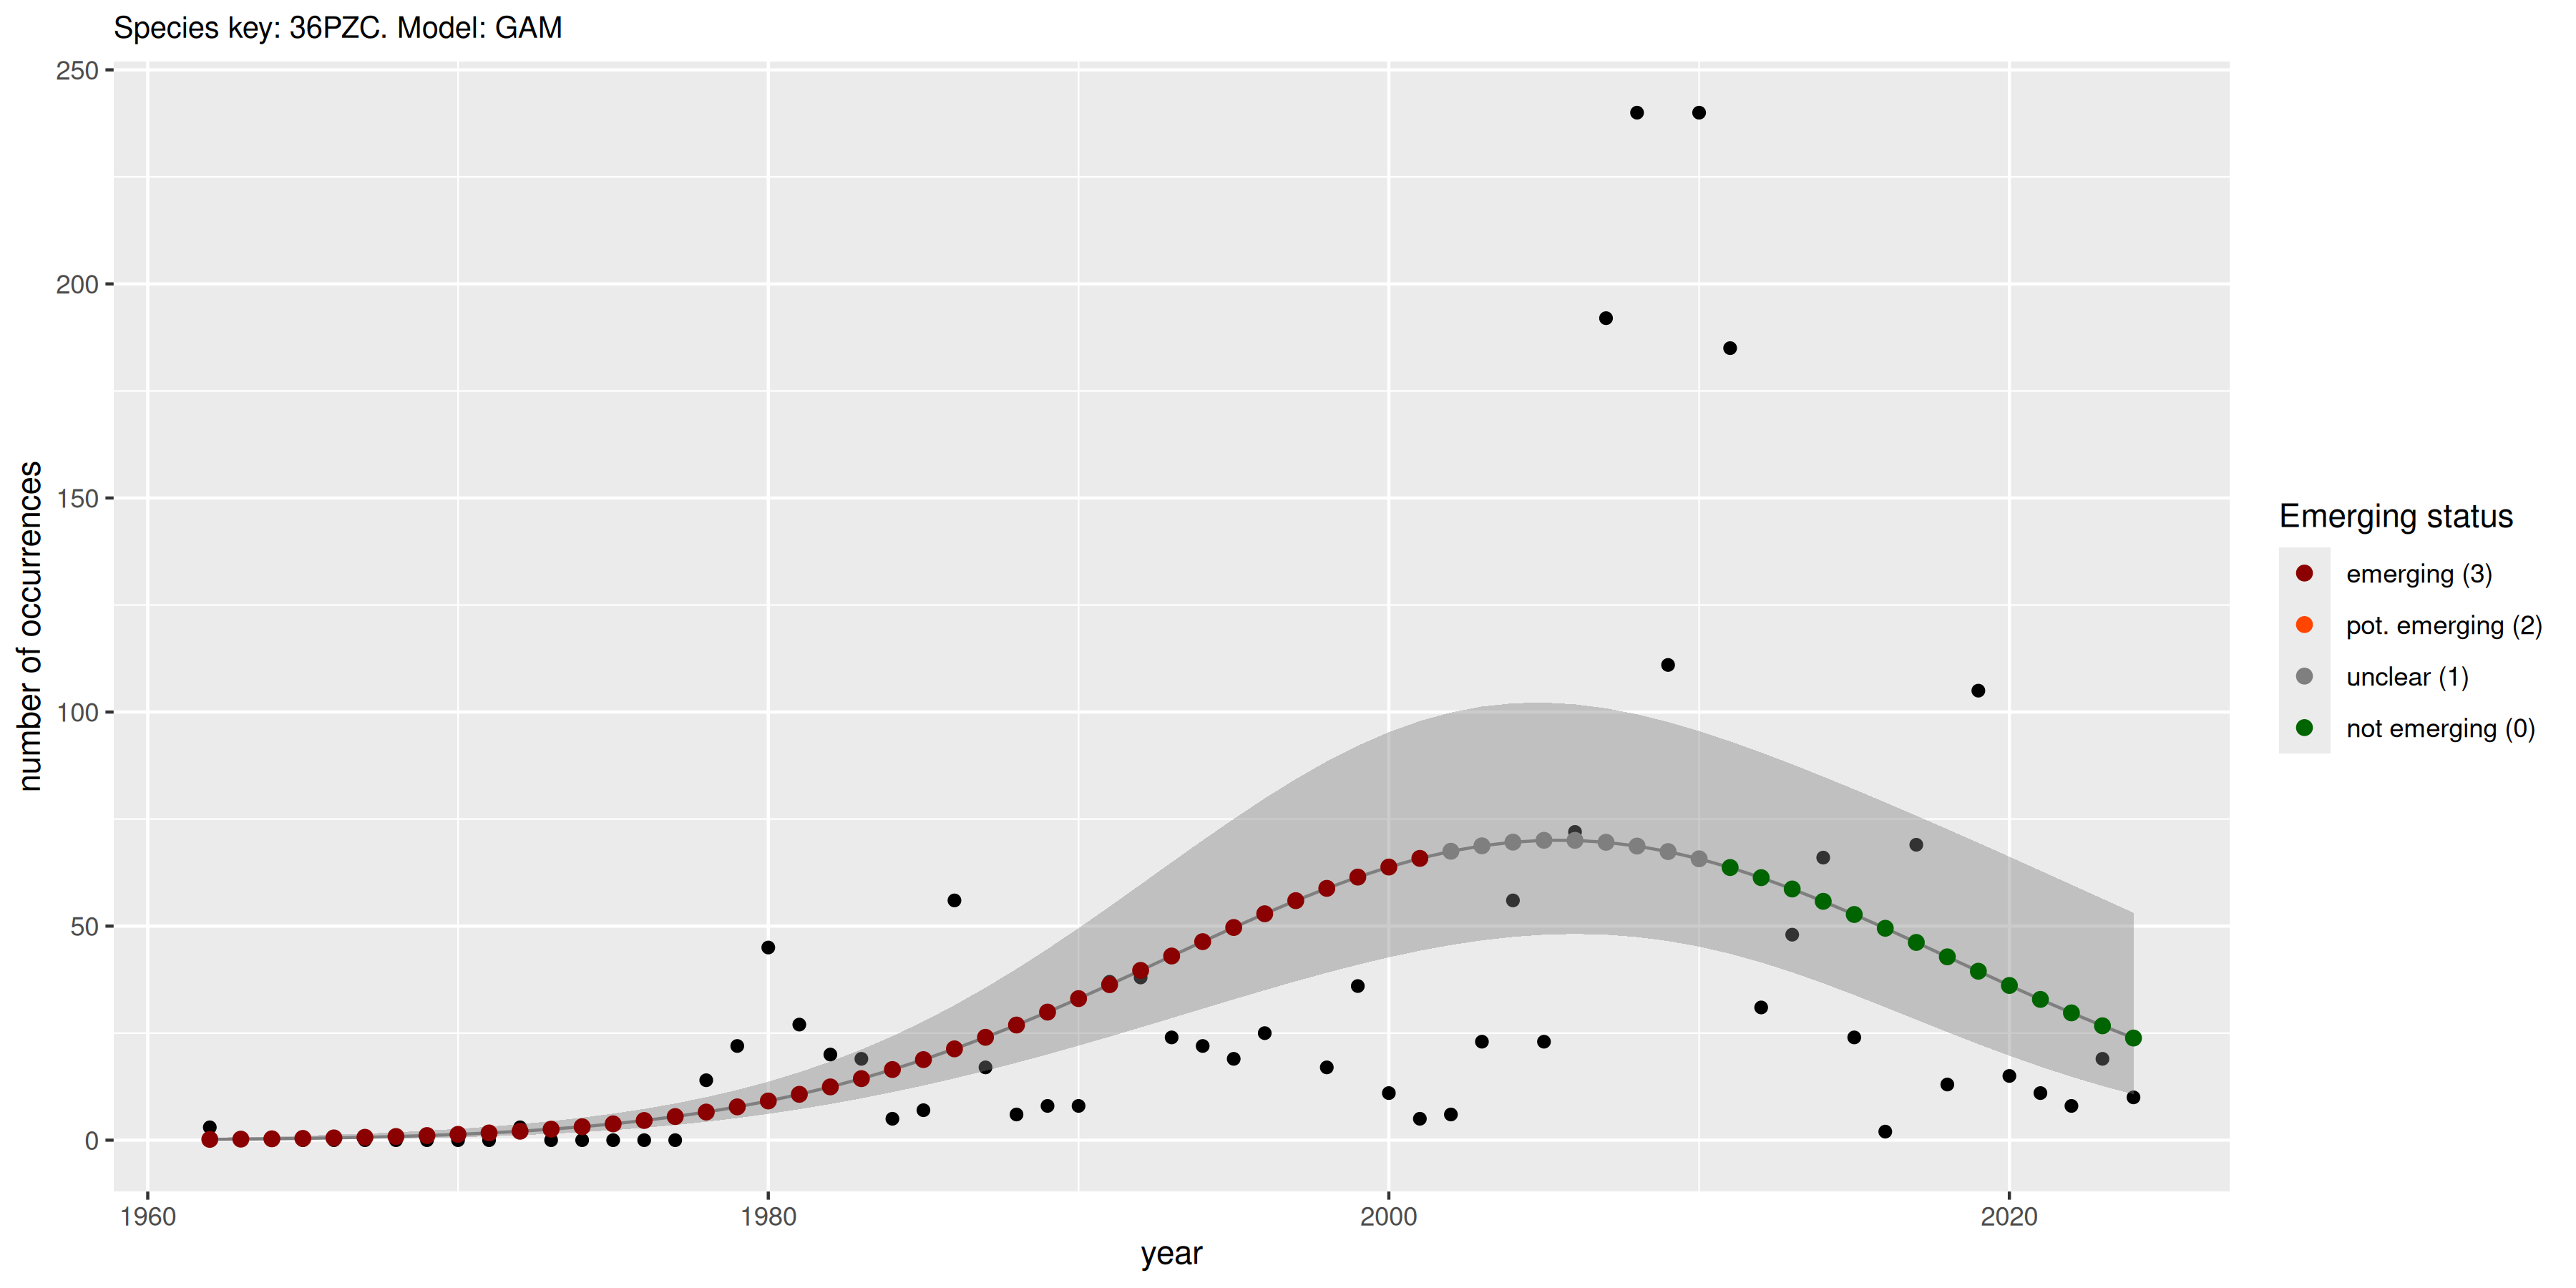 Species key: 36PZC. Model: GAM
250
200
150
100
50
0
number of occurrences
1960
1980
2000
2020
year
Emerging status
emerging (3)
pot. emerging (2)
unclear (1)
not emerging (0)